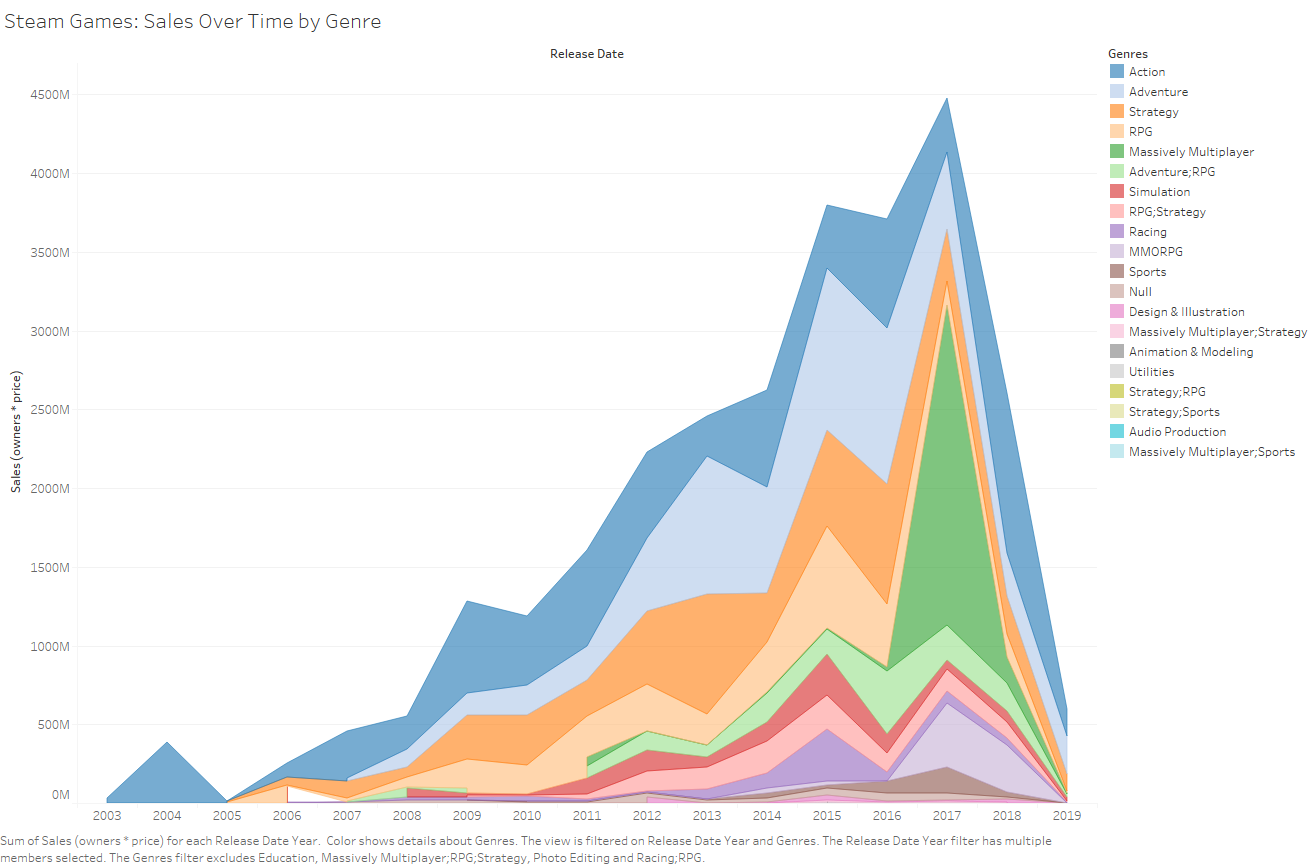 Steam Games: Sales Over Time by Genre
Release Date
Genres
Action
Adventure
Strategy
RPG
Massively Multiplayer
Adventure;RPG
Simulation
RPG;Strategy
Racing
MMORPG
Sports
Null
Design & Illustration
Massively Multiplayer;Strategy
Animation & Modeling
Utilities
Strategy;RPG
Strategy;Sports
Audio Production
Massively Multiplayer;Sports
Sales (owners * price)
4500M
4000M
3500M
3000M
2500M
2000M
1500M
1000M
500M
0M
2003 2004 2005 2006 2007 2008 2009 2010 2011 2012 2013 2014 2015 2016 2017 2018 2019
Sum of Sales (owners * price) for each Release Date Year. Color shows details about Genres. The view is filtered on Release Date Year and Genres. The Release Date Year filter has multiple
members selected. The Genres filter excludes Education, Massively Multiplayer;RPG;Strategy, Photo Editing and Racing;RPG.